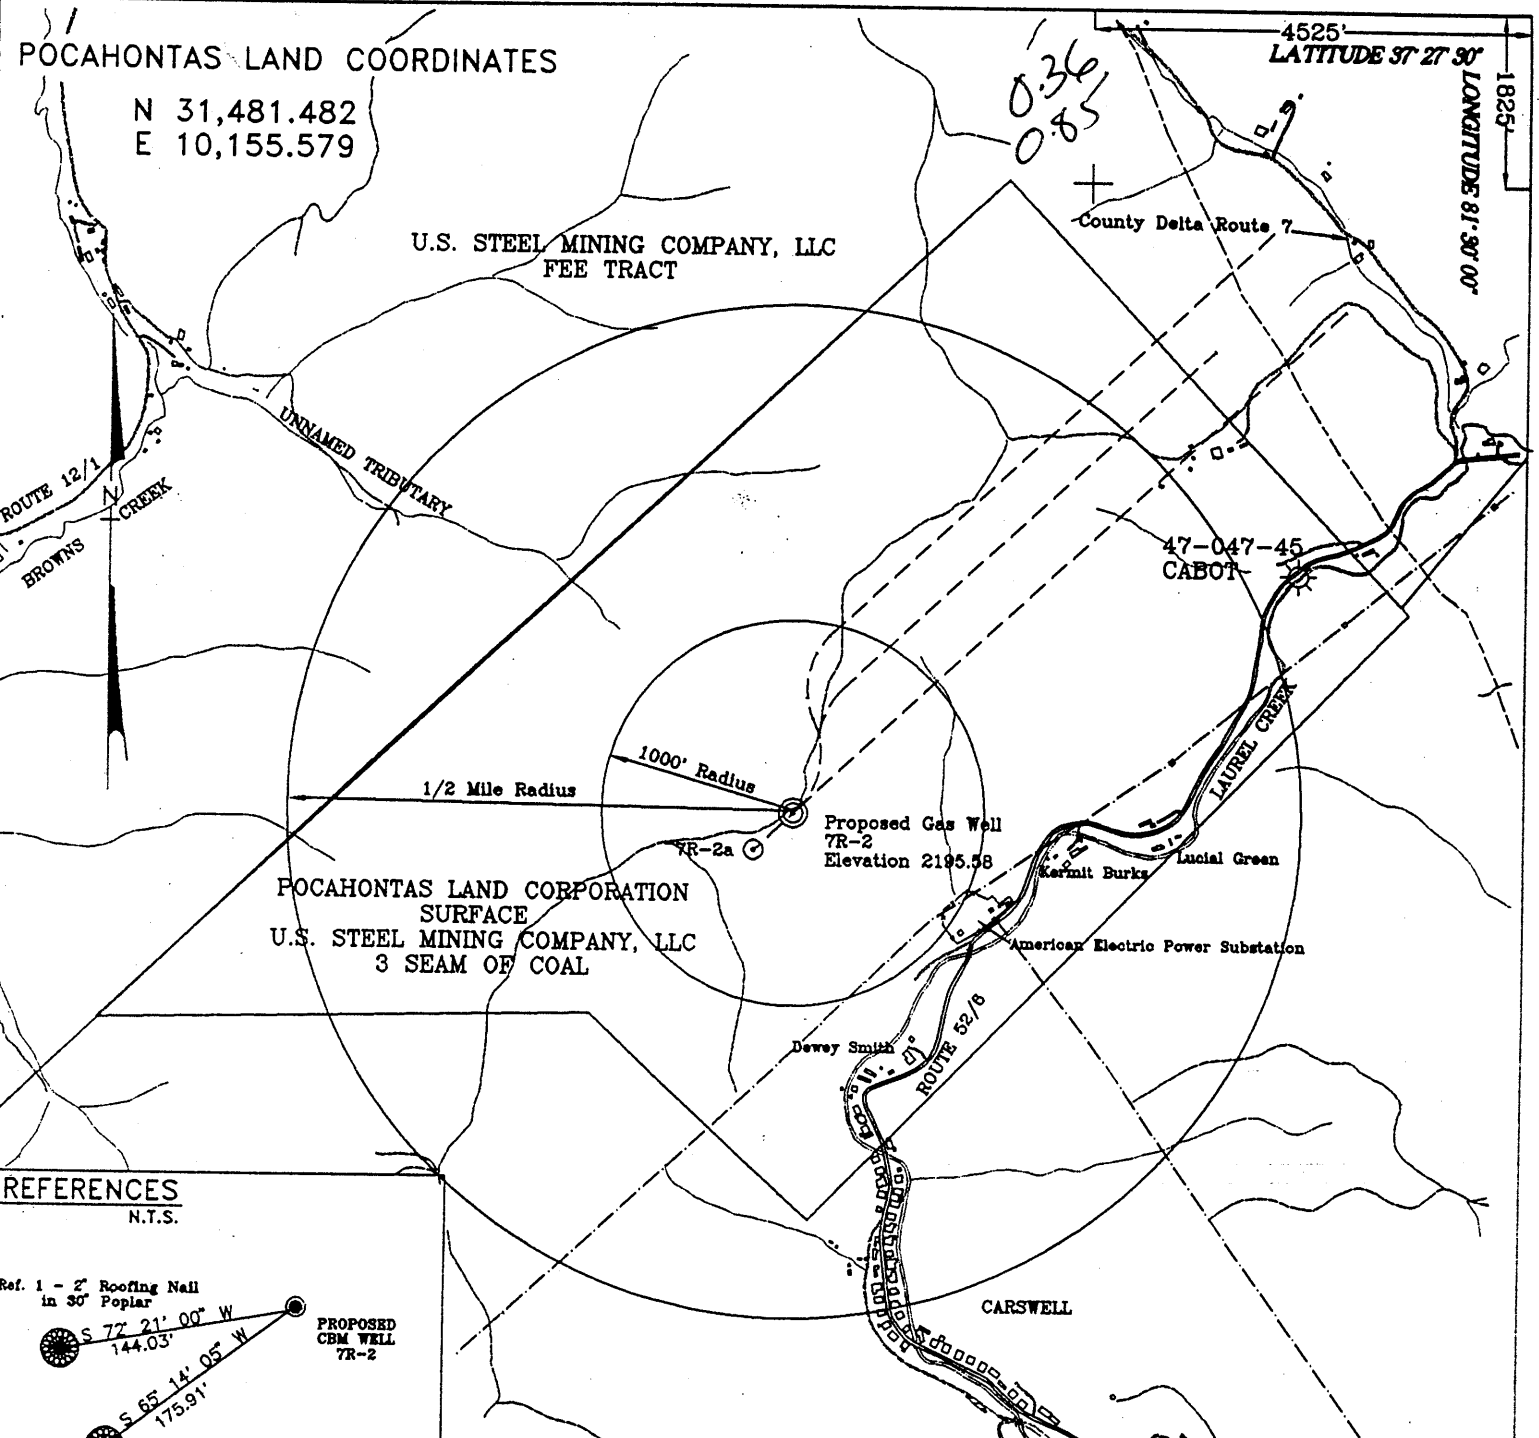 POCAHONTAS LAND COORDINATES
N 31,481.482
E 10,155.579
0.36
0.85
4525'
LATITUDE 37 27' 30"
1825'
LONGITUDE 81° 30' 00"
County Delta Route 7
U.S. STEEL MINING COMPANY, LLC
FEE TRACT
UNNAMED TRIBUTARY
ROUTE 12/1
N
BROWNS CREEK
47-047-45
CABOT
LAUREL CREEK
1000' Radius
1/2 Mile Radius
Proposed Gas Well
7R-2
Elevation 2195.58
7R-2a
Lucial Green
Kermit Burks
POCAHONTAS LAND CORPORATION
SURFACE
U.S. STEEL MINING COMPANY, LLC
3 SEAM OF COAL
American Electric Power Substation
ROUTE 52/6
Dewey Smith
REFERENCES
N.T.S.
Ref. 1 - 2" Roofing Nail
in 30" Poplar
S 72° 21' 00" W
144.03'
PROPOSED
CBM WELL
7R-2
S 65° 14' 05" W
175.91'
CARSWELL